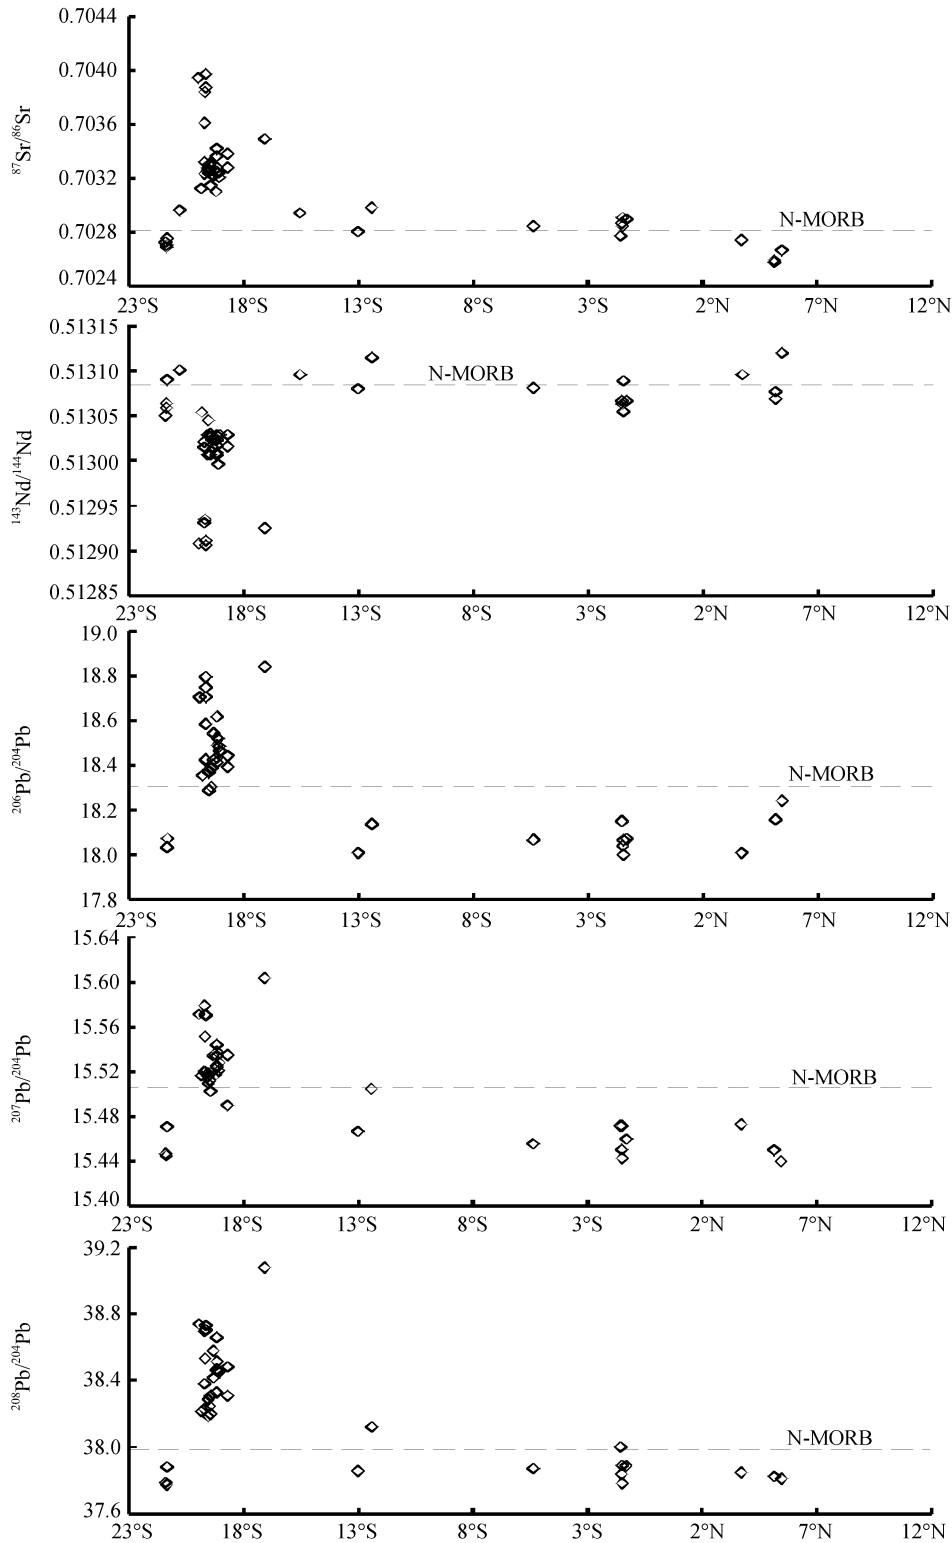 0.7044
0.7040
0.7036
0.7032
0.7028
0.7024
⁸⁷Sr/⁸⁶Sr
N-MORB
23°S 18°S 13°S 8°S 3°S 2°N 7°N 12°N
0.51315
0.51310
0.51305
0.51300
0.51295
0.51290
0.51285
¹⁴³Nd/¹⁴⁴Nd
N-MORB
23°S 18°S 13°S 8°S 3°S 2°N 7°N 12°N
19.0
18.8
18.6
18.4
18.2
18.0
17.8
²⁰⁶Pb/²⁰⁴Pb
N-MORB
23°S 18°S 13°S 8°S 3°S 2°N 7°N 12°N
15.64
15.60
15.56
15.52
15.48
15.44
15.40
²⁰⁷Pb/²⁰⁴Pb
N-MORB
23°S 18°S 13°S 8°S 3°S 2°N 7°N 12°N
39.2
38.8
38.4
38.0
37.6
²⁰⁸Pb/²⁰⁴Pb
N-MORB
23°S 18°S 13°S 8°S 3°S 2°N 7°N 12°N